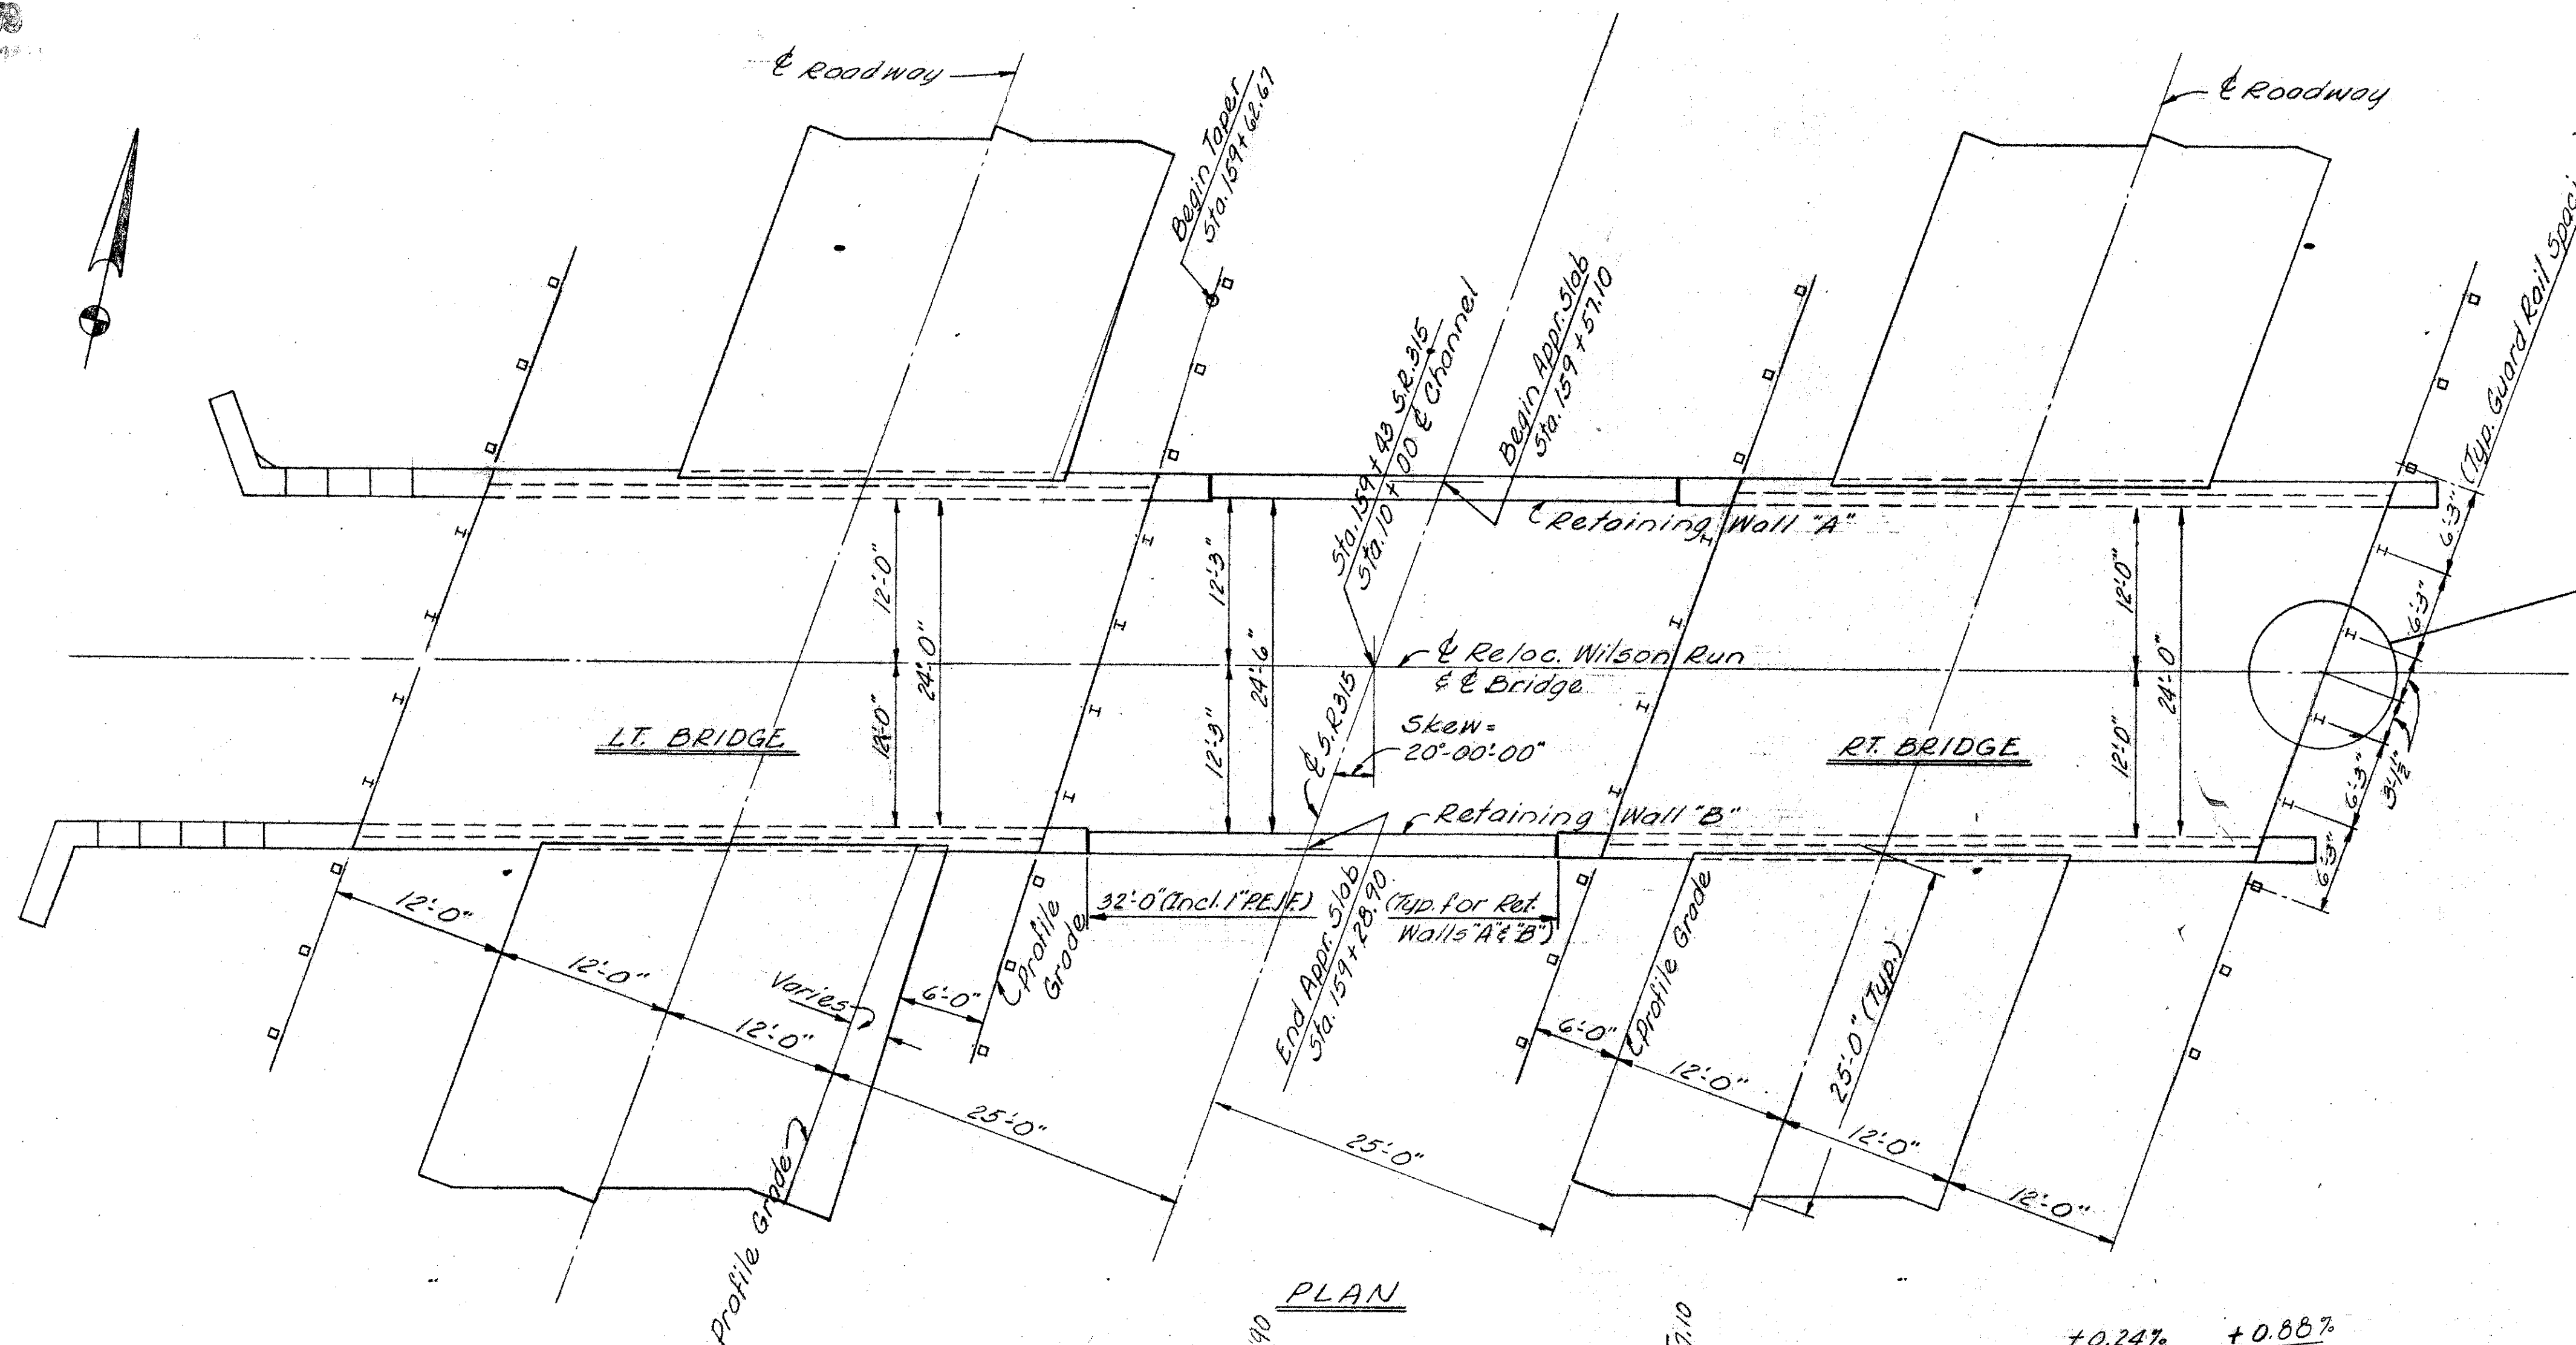 ℄ Roadway
℄ Roadway
Begin Taper
Sta. 159+62.67
Sta. 159+43 S.R.315
Sta. 10+00 ℄ Channel
Begin Appr. Slab
Sta. 159+57.10
(Typ. Guard Rail
Retaining Wall "A"
12'-0"
24'-0"
12'-0"
12'-3"
24'-6"
12'-3"
℄ Reloc. Wilson Run
& ℄ Bridge
℄ S.R.315
Skew=
20°-00'-00"
LT. BRIDGE
RT. BRIDGE
12'-0"
24'-0"
12'-0"
6'-3"
6'-3"
6'-3"
3'-1½"
6'-3"
Retaining Wall "B"
32'-0" (Incl. 1" P.E.J.F.)
(Typ. for Ret.
Walls "A" & "B")
End Appr. Slab
Sta. 159+28.90
Profile
Grade
Profile Grade
12'-0"
12'-0"
12'-0"
Varies
6'-0"
25'-0"
25'-0"
6'-0"
12'-0"
12'-0"
12'-0"
25'-0" (Typ.)
Profile Grade
PLAN
90
7.10
+0.24%
+0.88%